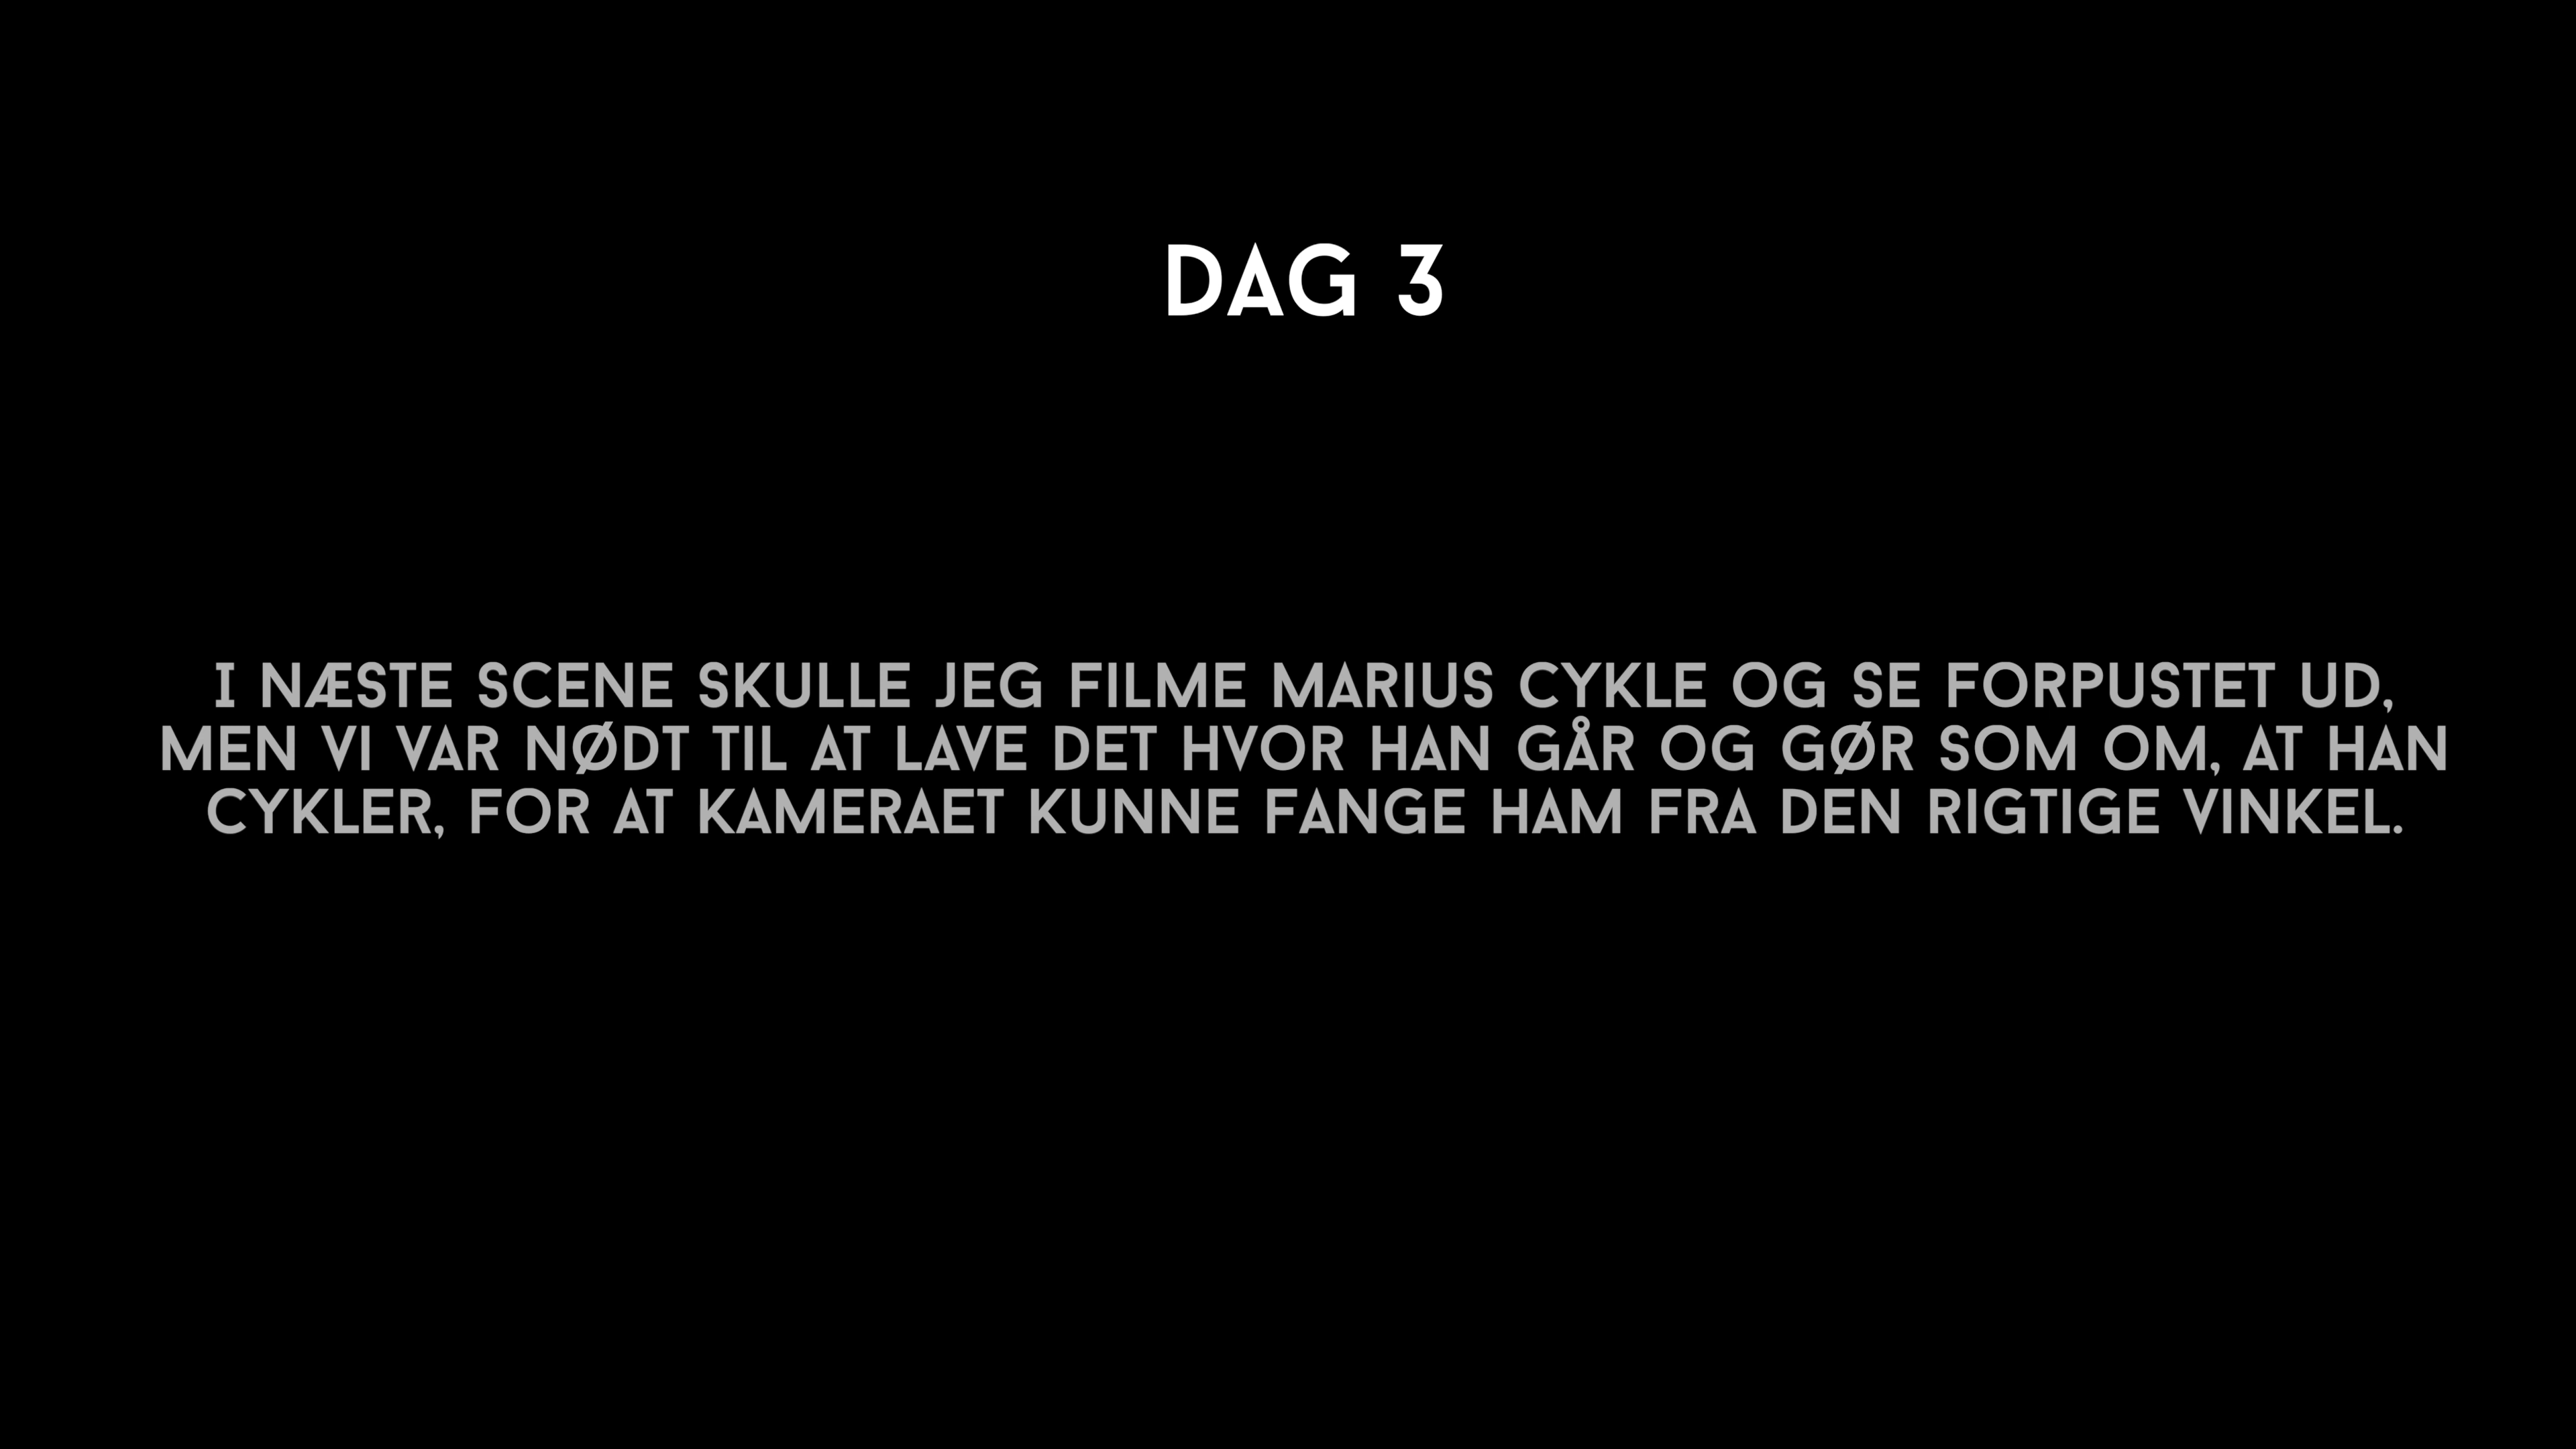 DAG 3
I NÆSTE SCENE SKULLE JEG FILME MARIUS CYKLE OG SE FORPUSTET UD,
MEN VI VAR NØDT TIL AT LAVE DET HVOR HAN GÅR OG GØR SOM OM, AT HAN
CYKLER, FOR AT KAMERAET KUNNE FANGE HAM FRA DEN RIGTIGE VINKEL.